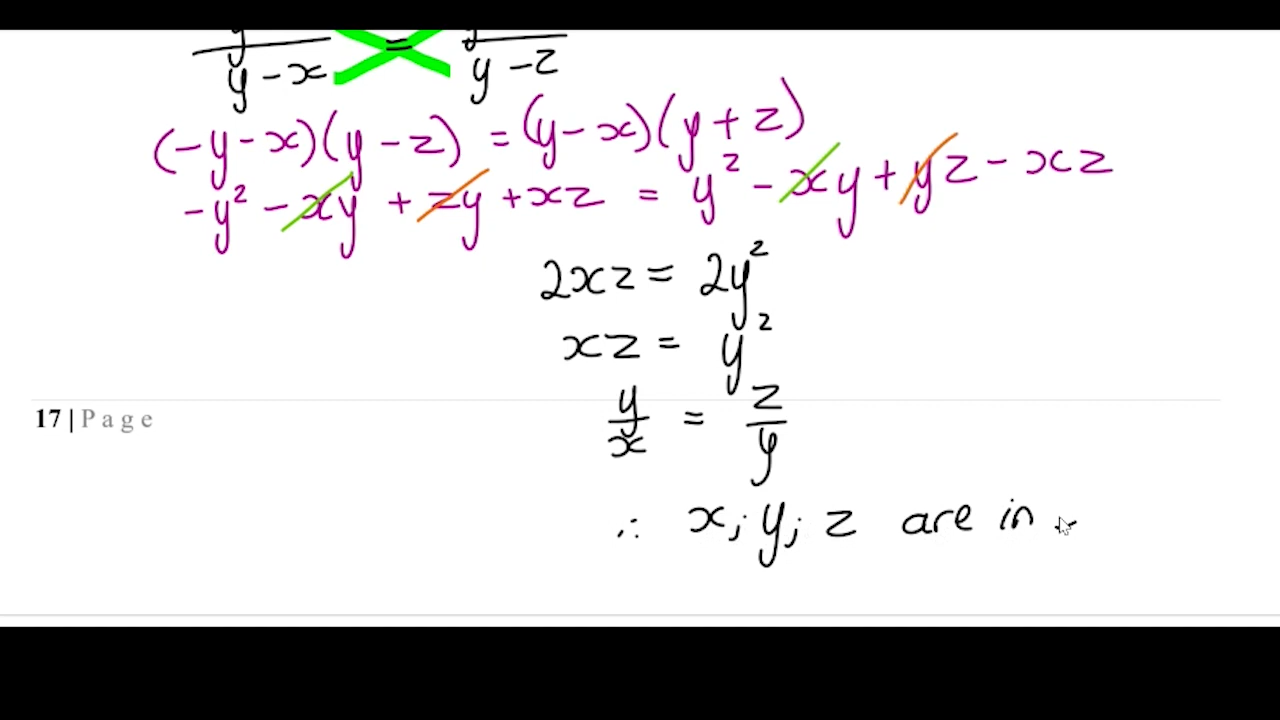 y - x = y - z
(-y - x)(y - z) = (y - x)(y + z)
-y² - xy + zy + xz = y² - xy + yz - xz
2xz = 2y²
xz = y²
y/x = z/y
17 | Page
∴ x; y; z are in